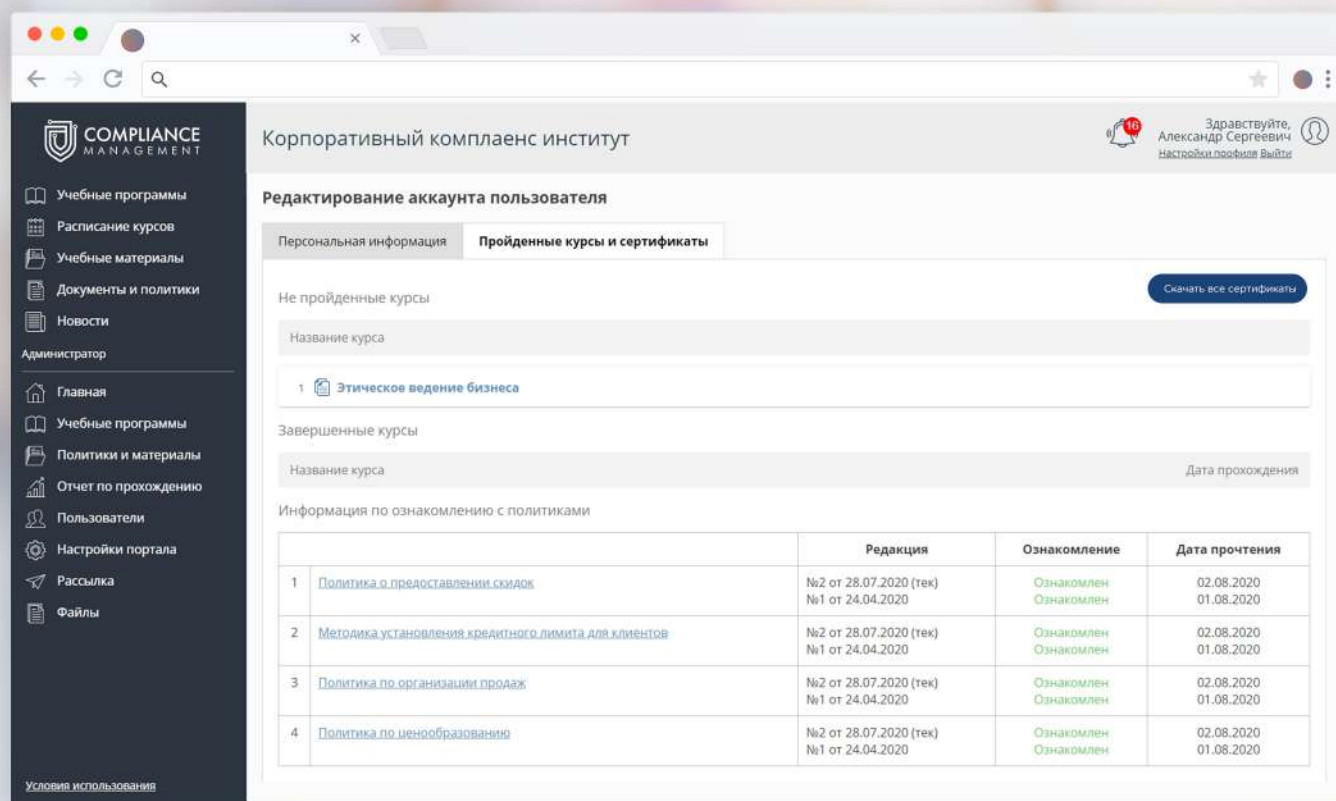 COMPLIANCE
MANAGEMENT
Корпоративный комплаенс институт
16
Здравствуйте,
Александр Сергеевич
Настройки профиля Выйти
Учебные программы
Расписание курсов
Учебные материалы
Документы и политики
Новости
Администратор
Главная
Учебные программы
Политики и материалы
Отчет по прохождению
Пользователи
Настройки портала
Рассылка
Файлы
Условия использования
Редактирование аккаунта пользователя
Персональная информация
Пройденные курсы и сертификаты
Скачать все сертификаты
Не пройденные курсы
Название курса
1 Этическое ведение бизнеса
Завершенные курсы
Название курса Дата прохождения
Информация по ознакомлению с политиками
Редакция Ознакомление Дата прочтения
1 Политика о предоставлении скидок №2 от 28.07.2020 (тек) Ознакомлен 02.08.2020
№1 от 24.04.2020 Ознакомлен 01.08.2020
2 Методика установления кредитного лимита для клиентов №2 от 28.07.2020 (тек) Ознакомлен 02.08.2020
№1 от 24.04.2020 Ознакомлен 01.08.2020
3 Политика по организации продаж №2 от 28.07.2020 (тек) Ознакомлен 02.08.2020
№1 от 24.04.2020 Ознакомлен 01.08.2020
4 Политика по ценообразованию №2 от 28.07.2020 (тек) Ознакомлен 02.08.2020
№1 от 24.04.2020 Ознакомлен 01.08.2020